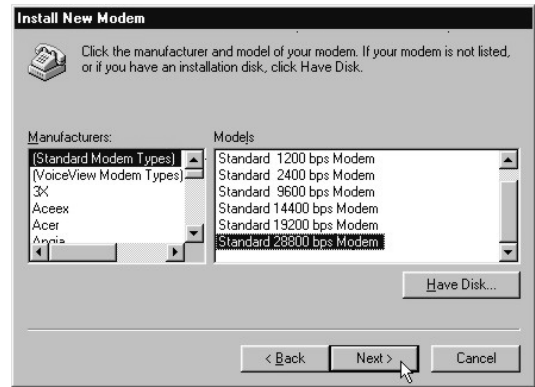 Install New Modem
Click the manufacturer and model of your modem. If your modem is not listed,
or if you have an installation disk, click Have Disk.
Manufacturers:
(Standard Modem Types)
(VoiceView Modem Types)
3X
Aceex
Acer
Angia
Models
Standard 1200 bps Modem
Standard 2400 bps Modem
Standard 9600 bps Modem
Standard 14400 bps Modem
Standard 19200 bps Modem
Standard 28800 bps Modem
Have Disk...
< Back
Next >
Cancel